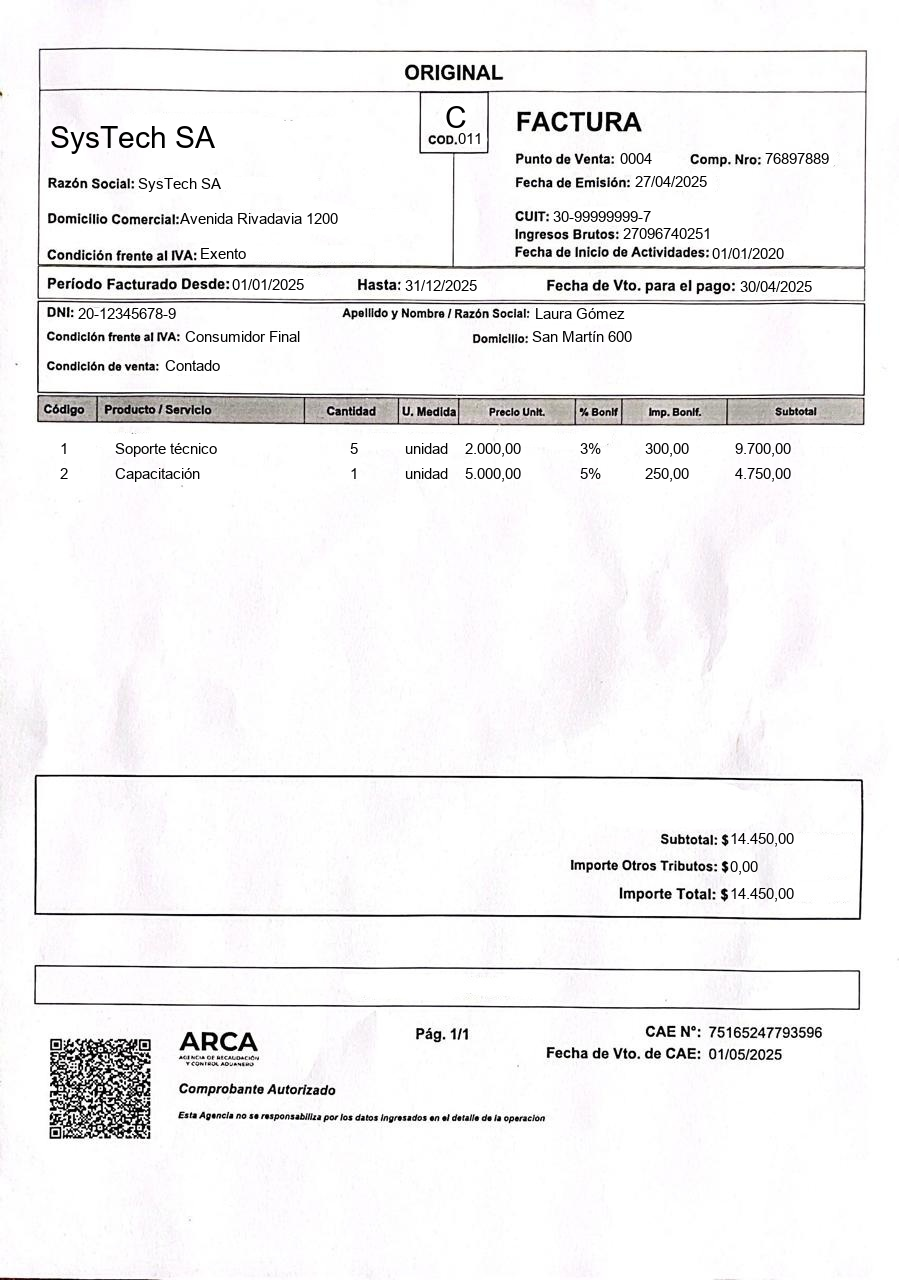 ORIGINAL
C
COD.011
SysTech SA
FACTURA
Punto de Venta: 0004 Comp. Nro: 76897889
Razón Social: SysTech SA
Fecha de Emisión: 27/04/2025
Domicilio Comercial:Avenida Rivadavia 1200
CUIT: 30-99999999-7
Ingresos Brutos: 27096740251
Condición frente al IVA: Exento
Fecha de Inicio de Actividades: 01/01/2020
Período Facturado Desde: 01/01/2025 Hasta: 31/12/2025 Fecha de Vto. para el pago: 30/04/2025
DNI: 20-12345678-9 Apellido y Nombre / Razón Social: Laura Gómez
Condición frente al IVA: Consumidor Final Domicilio: San Martín 600
Condición de venta: Contado
Código Producto / Servicio Cantidad U. Medida Precio Unit. % Bonif Imp. Bonif. Subtotal
1 Soporte técnico 5 unidad 2.000,00 3% 300,00 9.700,00
2 Capacitación 1 unidad 5.000,00 5% 250,00 4.750,00
Subtotal: $ 14.450,00
Importe Otros Tributos: $ 0,00
Importe Total: $ 14.450,00
ARCA
AGENCIA DE RECAUDACIÓN
Y CONTROL ADUANERO
Pág. 1/1
CAE N°: 75165247793596
Fecha de Vto. de CAE: 01/05/2025
Comprobante Autorizado
Esta Agencia no se responsabiliza por los datos ingresados en el detalle de la operacion